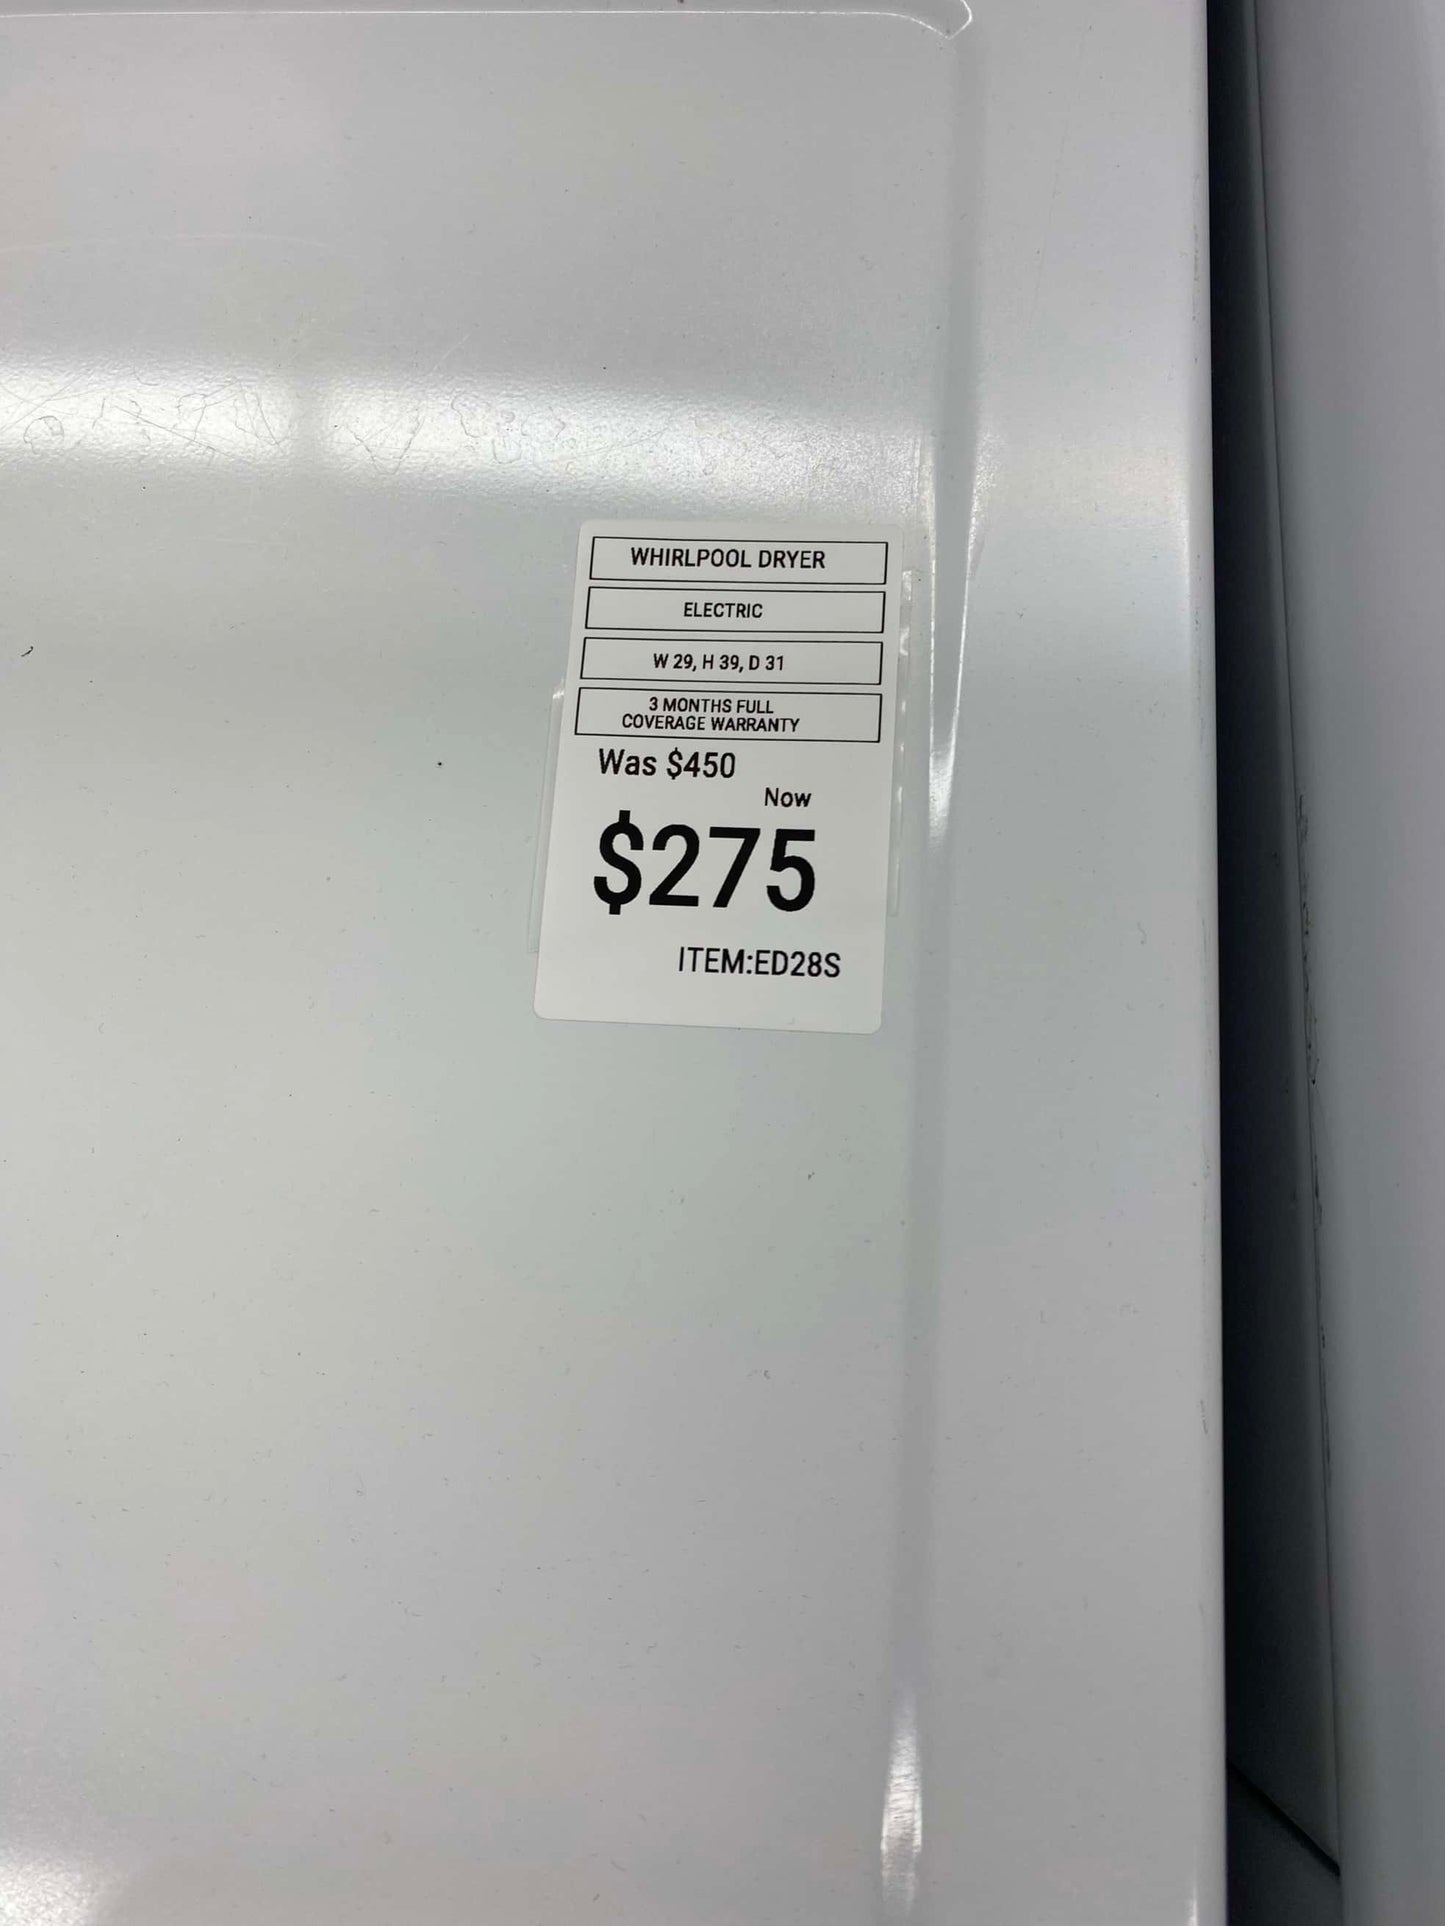 WHIRLPOOL DRYER
ELECTRIC
W 29, H 39, D 31
3 MONTHS FULL
COVERAGE WARRANTY
Was $450
Now
$275
ITEM:ED28S